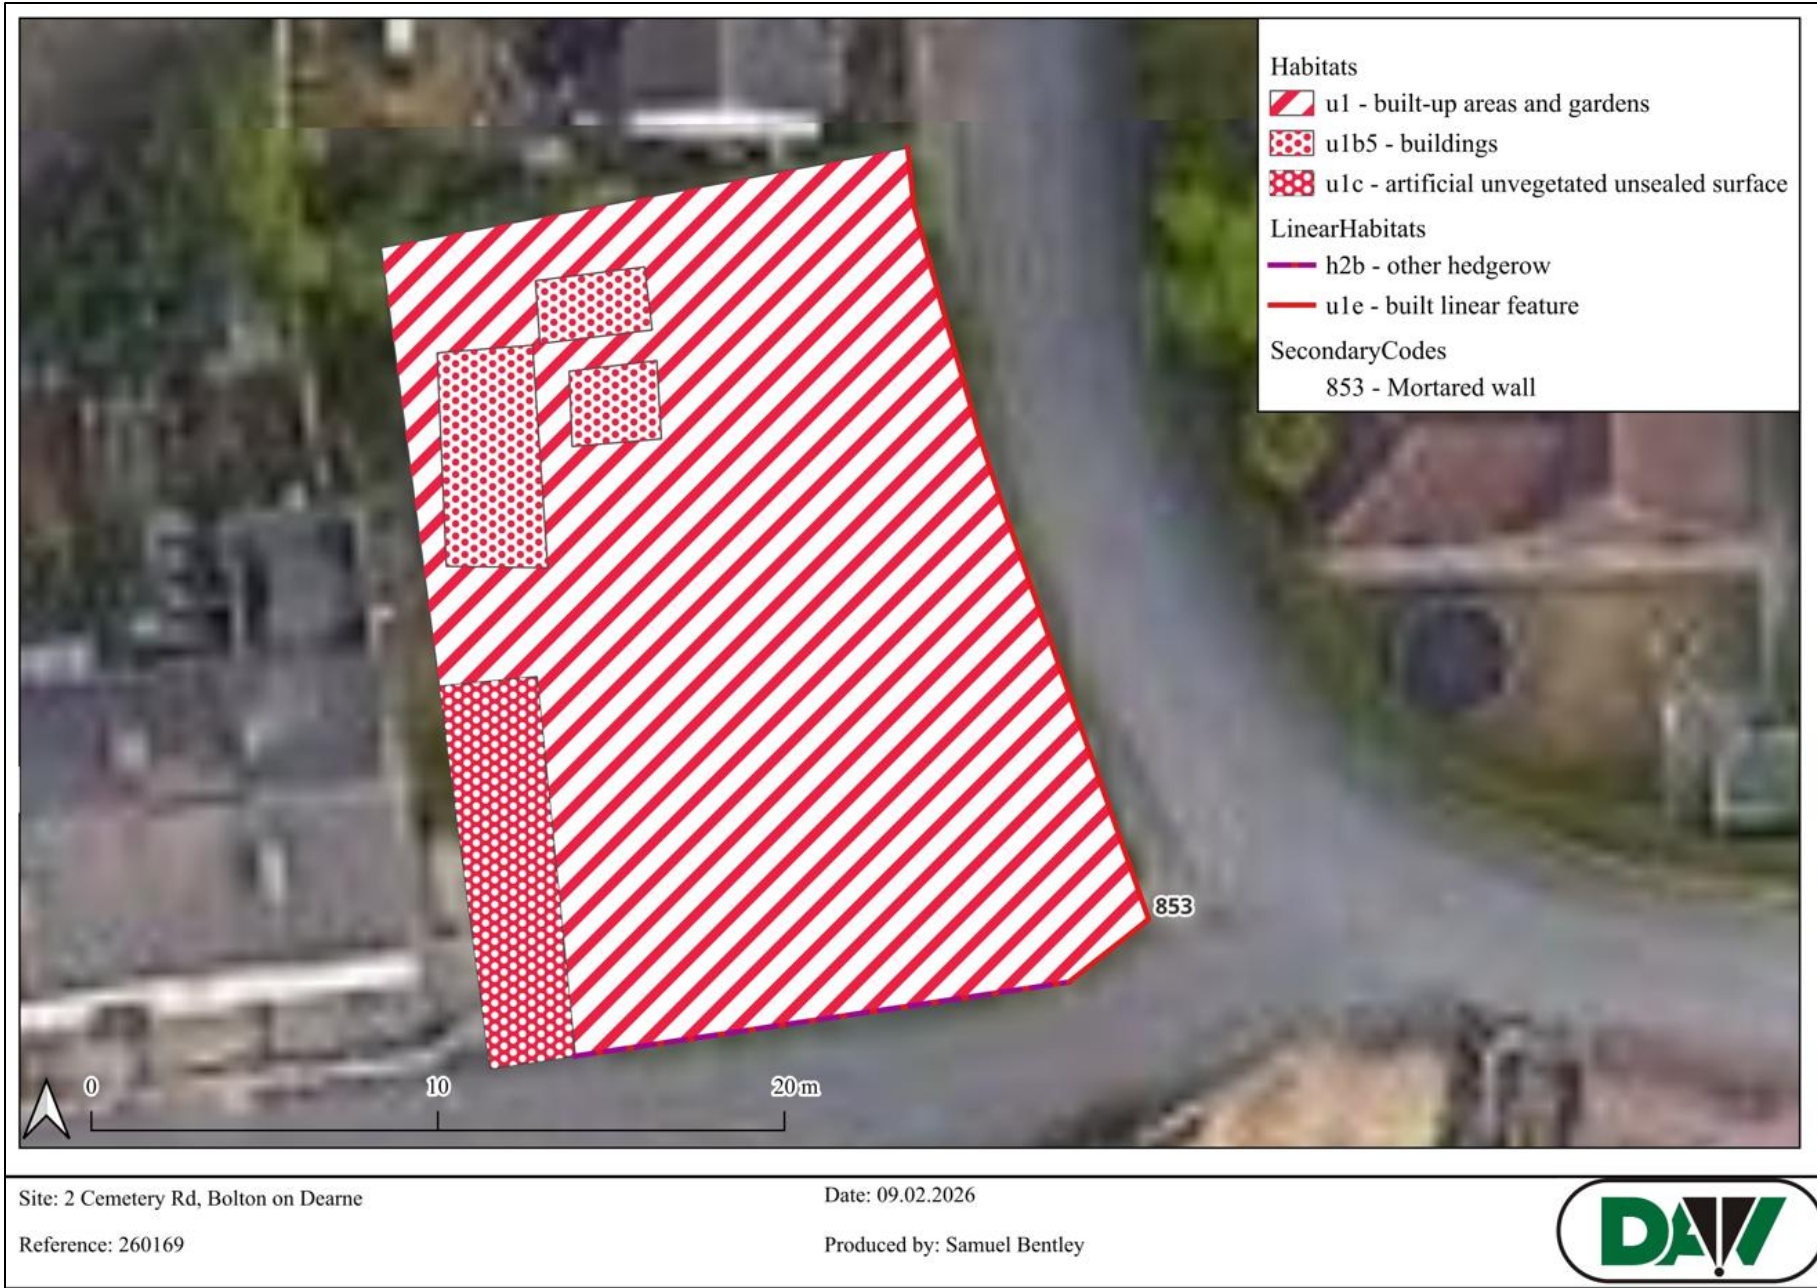 Habitats
u1 - built-up areas and gardens
u1b5 - buildings
u1c - artificial unvegetated unsealed surface
LinearHabitats
h2b - other hedgerow
u1e - built linear feature
SecondaryCodes
853 - Mortared wall
853
0 10 20 m
Site: 2 Cemetery Rd, Bolton on Dearne
Date: 09.02.2026
Reference: 260169
Produced by: Samuel Bentley
DAW